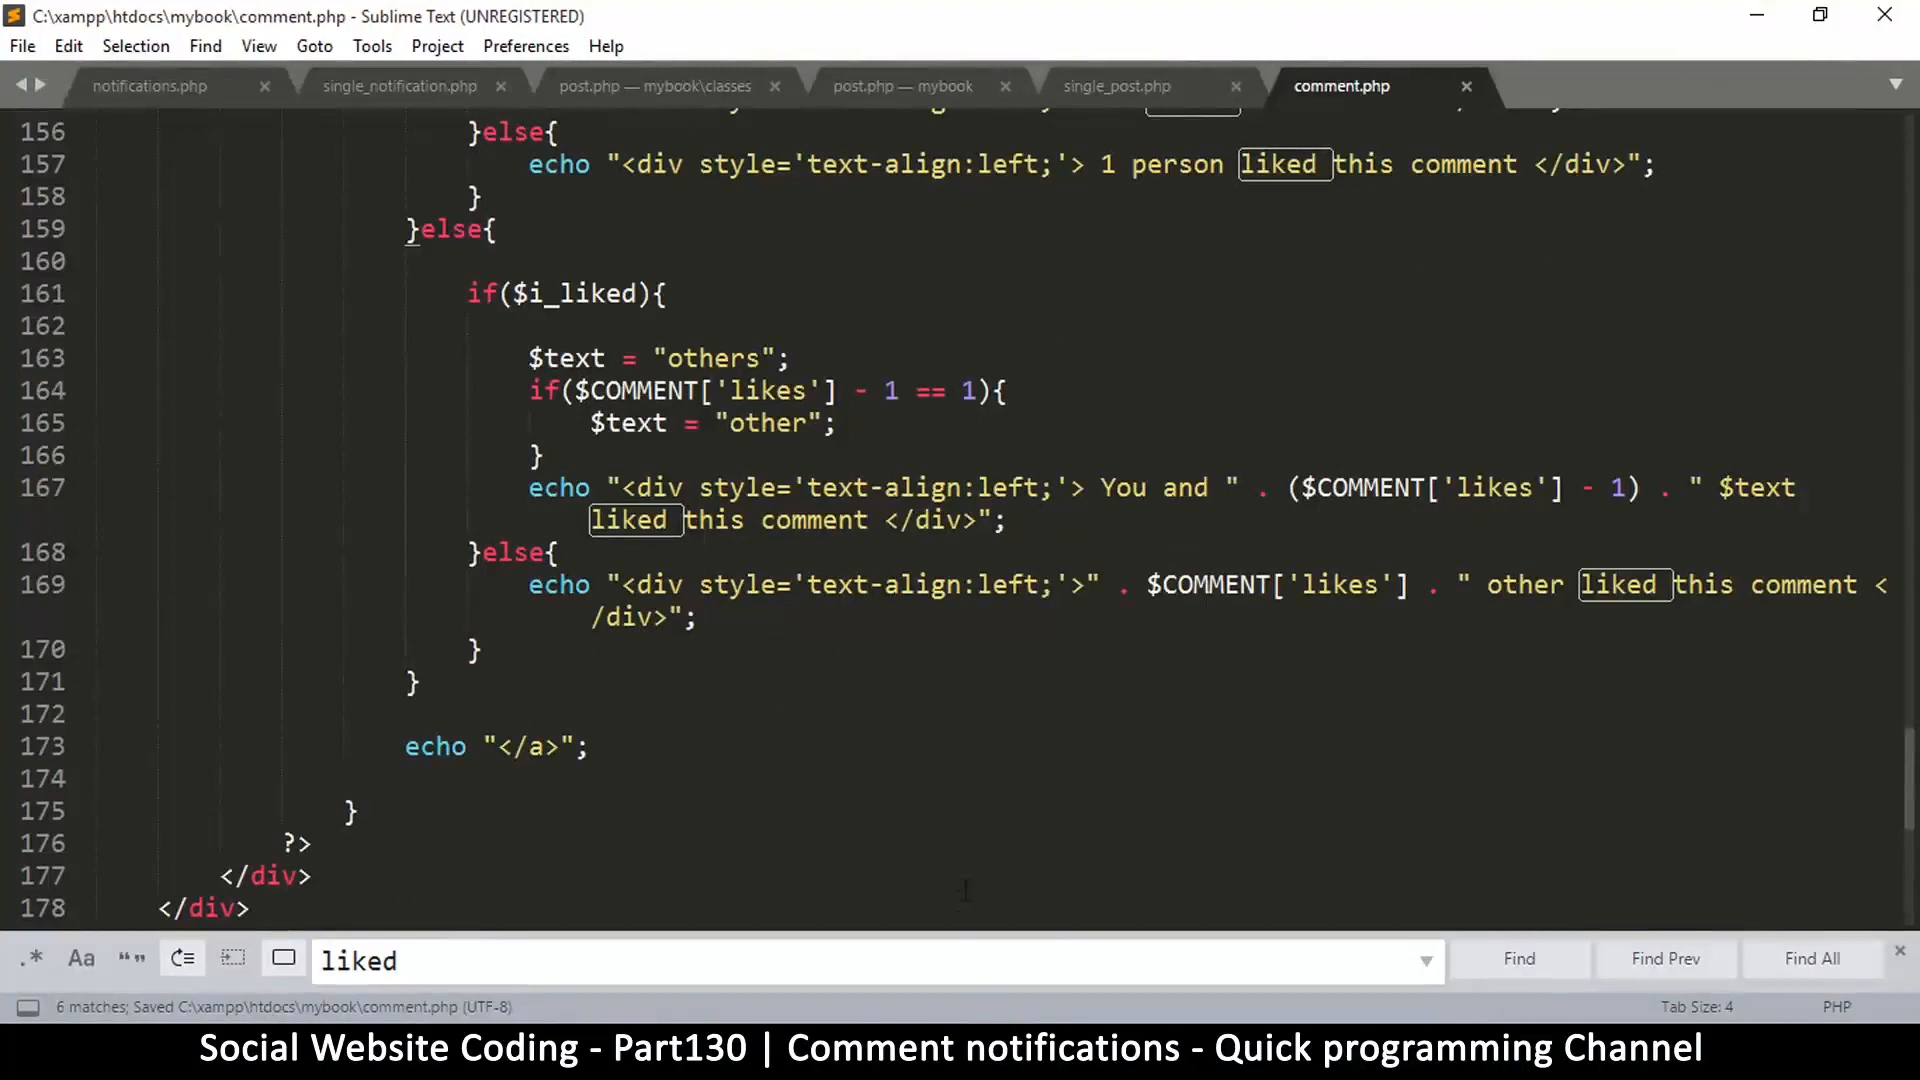 C:\xampp\htdocs\mybook\comment.php - Sublime Text (UNREGISTERED)
File Edit Selection Find View Goto Tools Project Preferences Help
notifications.php single_notification.php post.php — mybook\classes post.php — mybook single_post.php comment.php
156 }else{
157 echo "<div style='text-align:left;'> 1 person liked this comment </div>";
158 }
159 }else{
160
161 if($i_liked){
162
163 $text = "others";
164 if($COMMENT['likes'] - 1 == 1){
165 $text = "other";
166 }
167 echo "<div style='text-align:left;'> You and " . ($COMMENT['likes'] - 1) . " $text
liked this comment </div>";
168 }else{
169 echo "<div style='text-align:left;'>" . $COMMENT['likes'] . " other liked this comment <
/div>";
170 }
171 }
172
173 echo "</a>";
174
175 }
176 ?>
177 </div>
178 </div>
.* Aa “” liked Find Find Prev Find All
6 matches; Saved C:\xampp\htdocs\mybook\comment.php (UTF-8) Tab Size: 4 PHP
Social Website Coding - Part130 | Comment notifications - Quick programming Channel